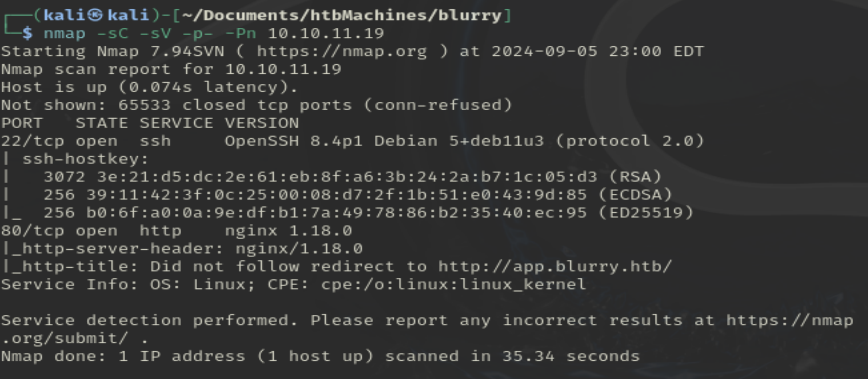 ┌──(kali㉿kali)-[~/Documents/htbMachines/blurry]
└─$ nmap -sC -sV -p- -Pn 10.10.11.19
Starting Nmap 7.94SVN ( https://nmap.org ) at 2024-09-05 23:00 EDT
Nmap scan report for 10.10.11.19
Host is up (0.074s latency).
Not shown: 65533 closed tcp ports (conn-refused)
PORT   STATE SERVICE VERSION
22/tcp open  ssh     OpenSSH 8.4p1 Debian 5+deb11u3 (protocol 2.0)
| ssh-hostkey:
|   3072 3e:21:d5:dc:2e:61:eb:8f:a6:3b:24:2a:b7:1c:05:d3 (RSA)
|   256 39:11:42:3f:0c:25:00:08:d7:2f:1b:51:e0:43:9d:85 (ECDSA)
|_  256 b0:6f:a0:0a:9e:df:b1:7a:49:78:86:b2:35:40:ec:95 (ED25519)
80/tcp open  http    nginx 1.18.0
|_http-server-header: nginx/1.18.0
|_http-title: Did not follow redirect to http://app.blurry.htb/
Service Info: OS: Linux; CPE: cpe:/o:linux:linux_kernel

Service detection performed. Please report any incorrect results at https://nmap
.org/submit/ .
Nmap done: 1 IP address (1 host up) scanned in 35.34 seconds